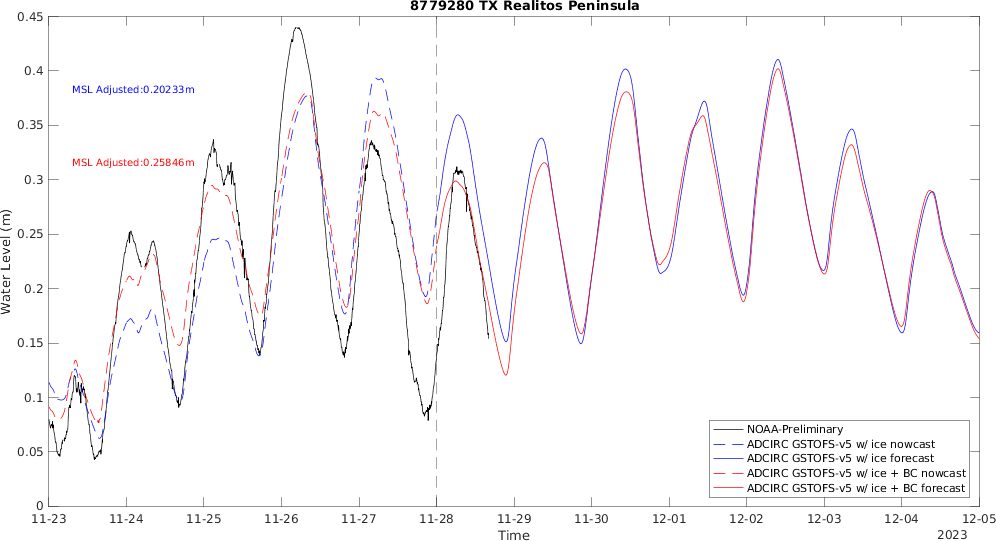 8779280 TX Realitos Peninsula
0.45
0.4
0.35
0.3
0.25
0.2
0.15
0.1
0.05
0
Water Level (m)
MSL Adjusted:0.20233m
MSL Adjusted:0.25846m
NOAA-Preliminary
ADCIRC GSTOFS-v5 w/ ice nowcast
ADCIRC GSTOFS-v5 w/ ice forecast
ADCIRC GSTOFS-v5 w/ ice + BC nowcast
ADCIRC GSTOFS-v5 w/ ice + BC forecast
11-23 11-24 11-25 11-26 11-27 11-28 11-29 11-30 12-01 12-02 12-03 12-04 12-05
Time
2023